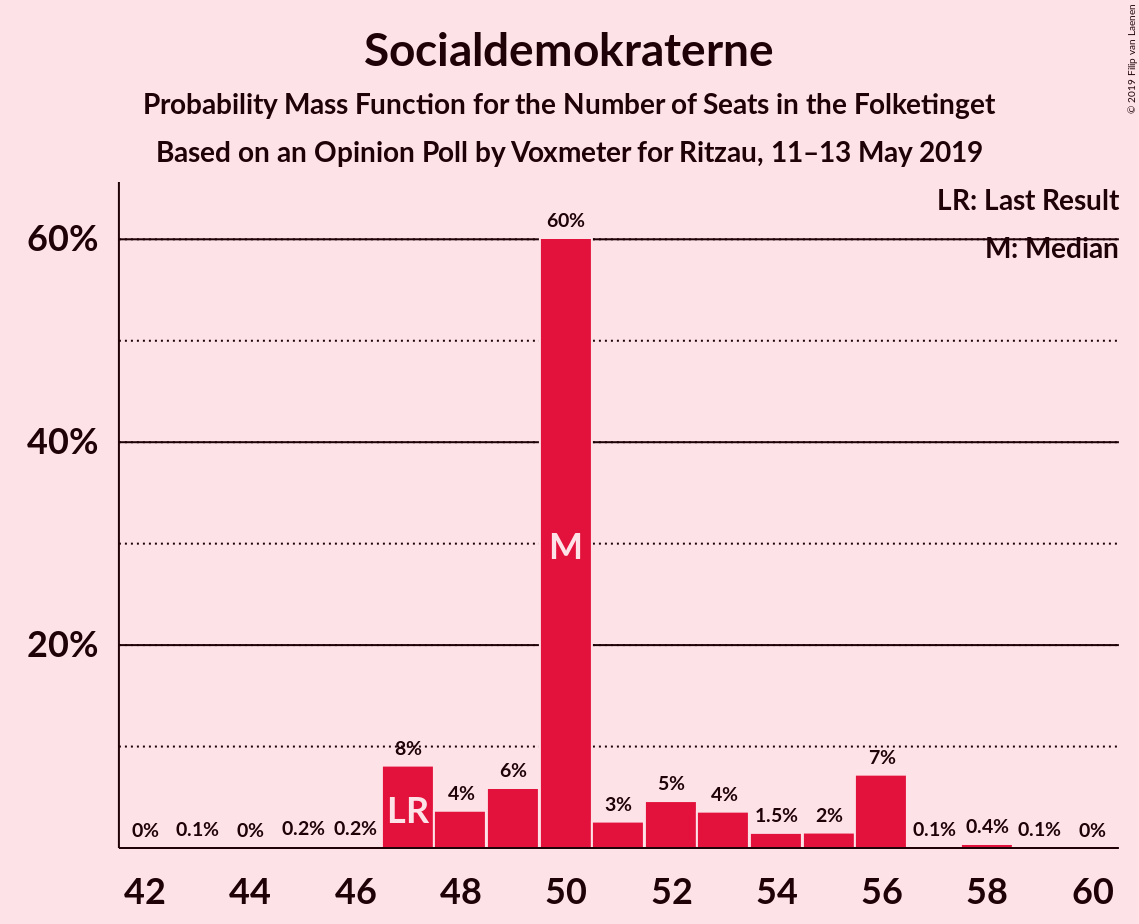 Socialdemokraterne
Probability Mass Function for the Number of Seats in the Folketinget
Based on an Opinion Poll by Voxmeter for Ritzau, 11–13 May 2019
© 2019 Filip van Laenen
LR: Last Result
M: Median
60%
40%
20%
0% 0.1% 0% 0.2% 0.2% 8% 4% 6% 60% 3% 5% 4% 1.5% 2% 7% 0.1% 0.4% 0.1% 0%
LR
M
42 44 46 48 50 52 54 56 58 60